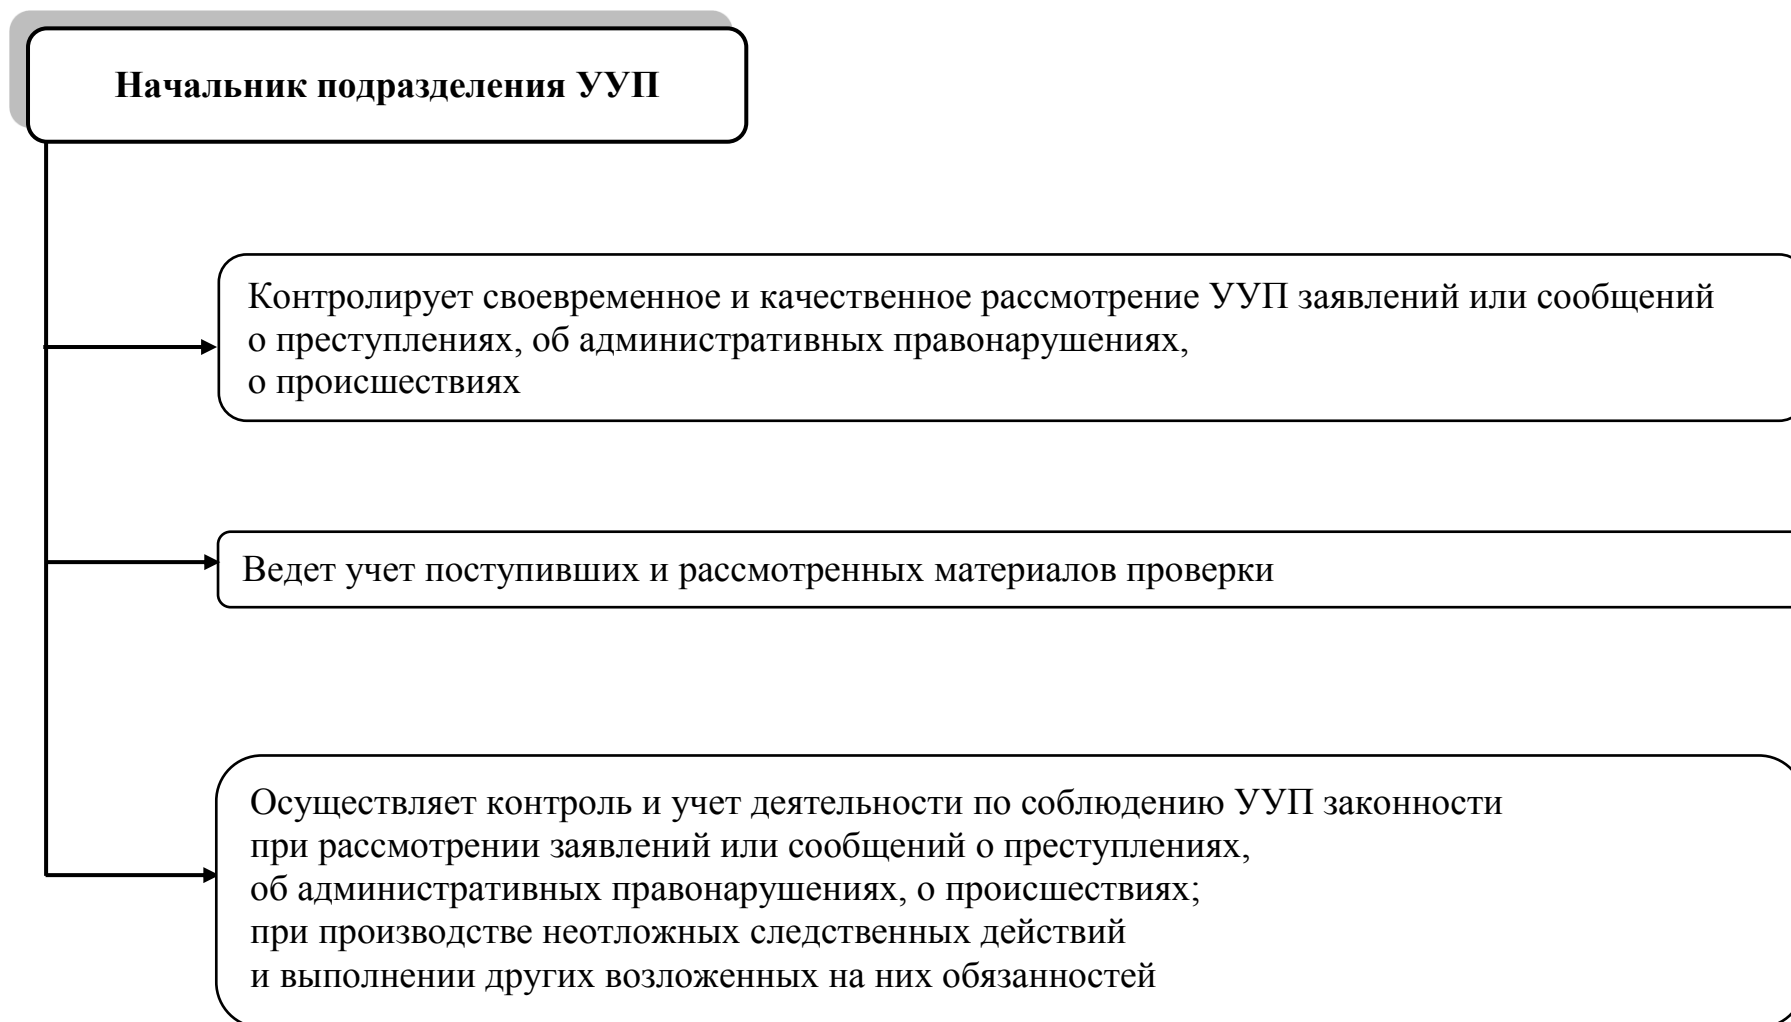 Начальник подразделения УУП
Контролирует своевременное и качественное рассмотрение УУП заявлений или сообщений
о преступлениях, об административных правонарушениях,
о происшествиях
Ведет учет поступивших и рассмотренных материалов проверки
Осуществляет контроль и учет деятельности по соблюдению УУП законности
при рассмотрении заявлений или сообщений о преступлениях,
об административных правонарушениях, о происшествиях;
при производстве неотложных следственных действий
и выполнении других возложенных на них обязанностей